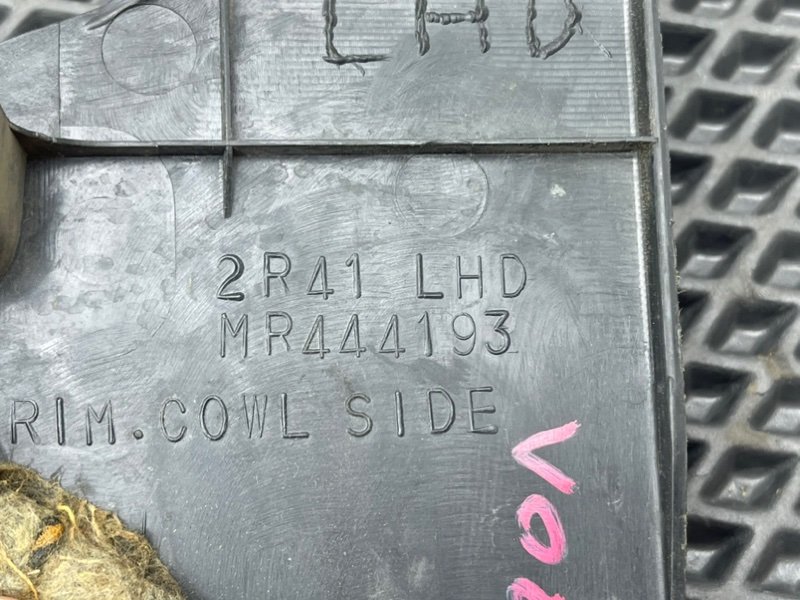 LHD
2R41 LHD
MR444193
RIM.COWL SIDE